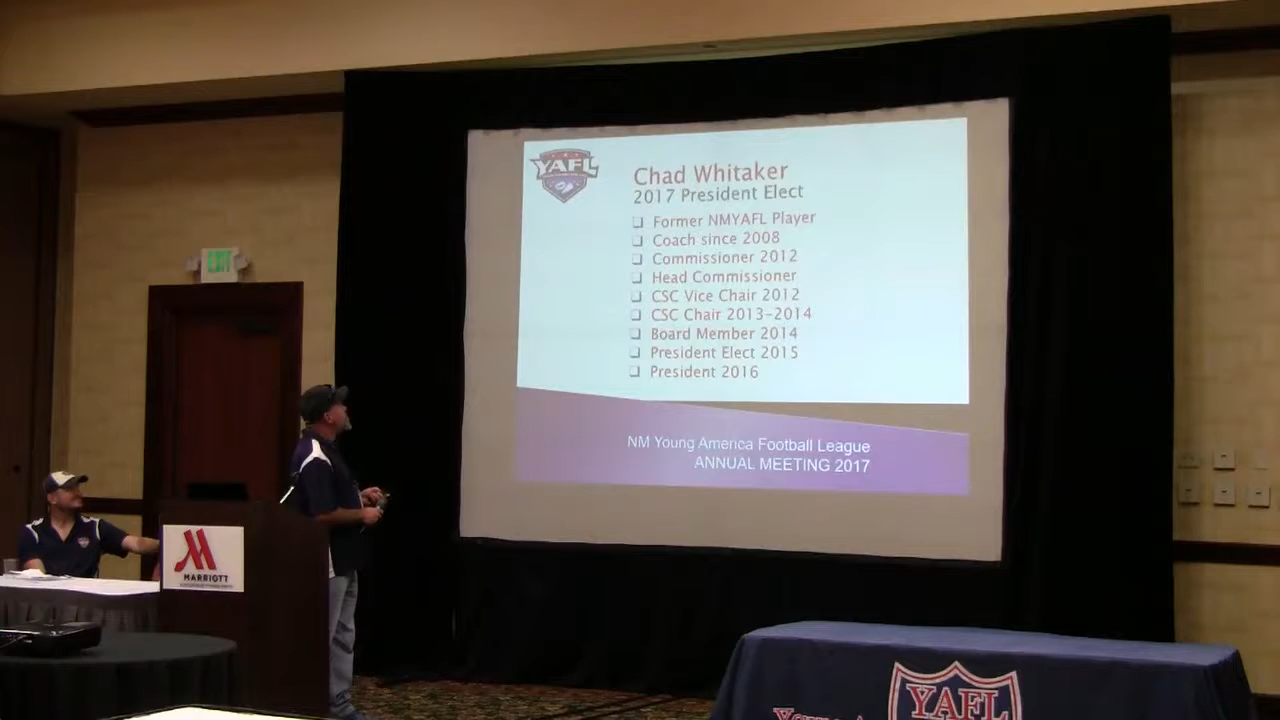 YAFL
Chad Whitaker
2017 President Elect
Former NMYAFL Player
Coach since 2008
Commissioner 2012
Head Commissioner
CSC Vice Chair 2012
CSC Chair 2013-2014
Board Member 2014
President Elect 2015
President 2016
NM Young America Football League
ANNUAL MEETING 2017
EXIT
MARRIOTT
YAFL